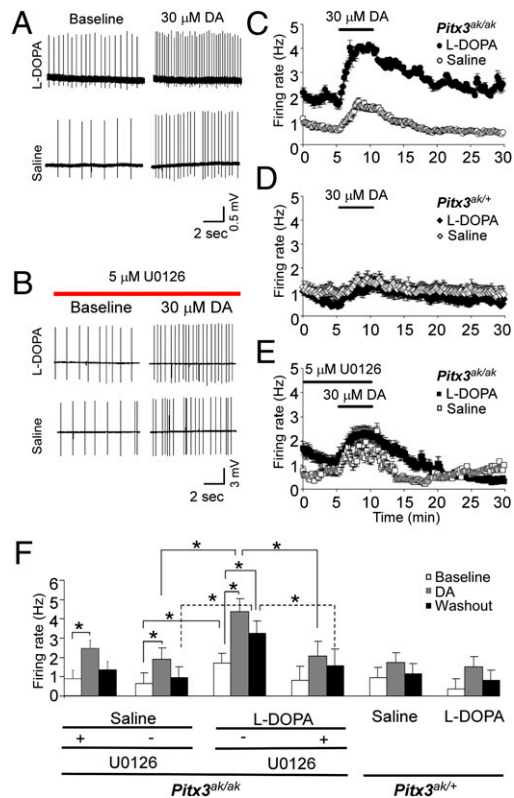 A
Baseline
30 µM DA
L-DOPA
Saline
0.5 mV
2 sec
B
5 µM U0126
Baseline
30 µM DA
L-DOPA
Saline
3 mV
2 sec
C
30 µM DA
Pitx3ak/ak
L-DOPA
Saline
Firing rate (Hz)
5
4
3
2
1
0
0 5 10 15 20 25 30
D
30 µM DA
Pitx3ak/+
L-DOPA
Saline
Firing rate (Hz)
5
4
3
2
1
0
0 5 10 15 20 25 30
E
5 µM U0126
30 µM DA
Pitx3ak/ak
L-DOPA
Saline
Firing rate (Hz)
5
4
3
2
1
0
0 5 10 15 20 25 30
Time (min)
F
* *
* * *
* * *
Baseline
DA
Washout
Firing rate (Hz)
6
5
4
3
2
1
0
Saline L-DOPA Saline L-DOPA
+ - - +
U0126 U0126
Pitx3ak/ak Pitx3ak/+